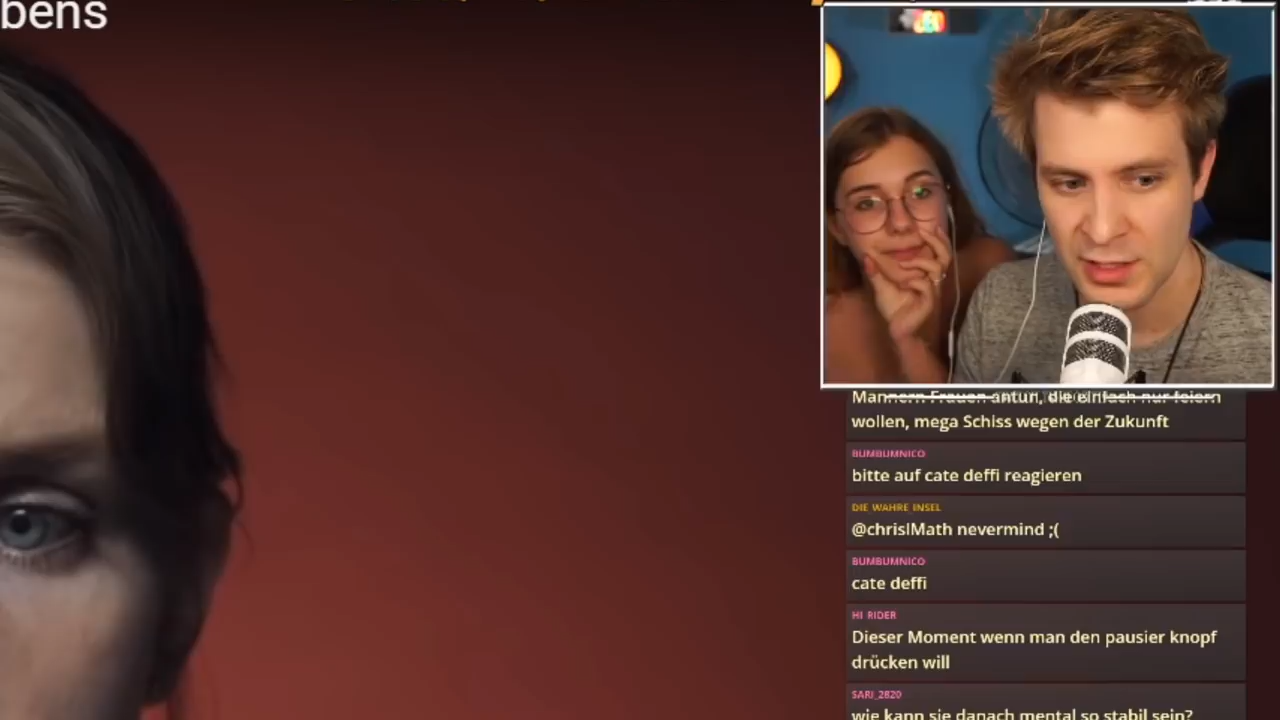 bens
Männern Frauen antun, die einfach nur feiern
wollen, mega Schiss wegen der Zukunft
BUMBUMNICO
bitte auf cate deffi reagieren
DIE WAHRE INSEL
@chrislMath nevermind ;(
BUMBUMNICO
cate deffi
HI RIDER
Dieser Moment wenn man den pausier knopf
drücken will
SARI_2820
wie kann sie danach mental so stabil sein?